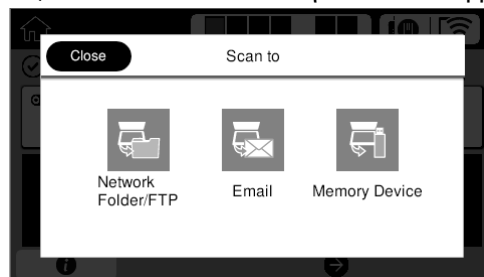 Close
Scan to
Network
Folder/FTP
Email
Memory Device